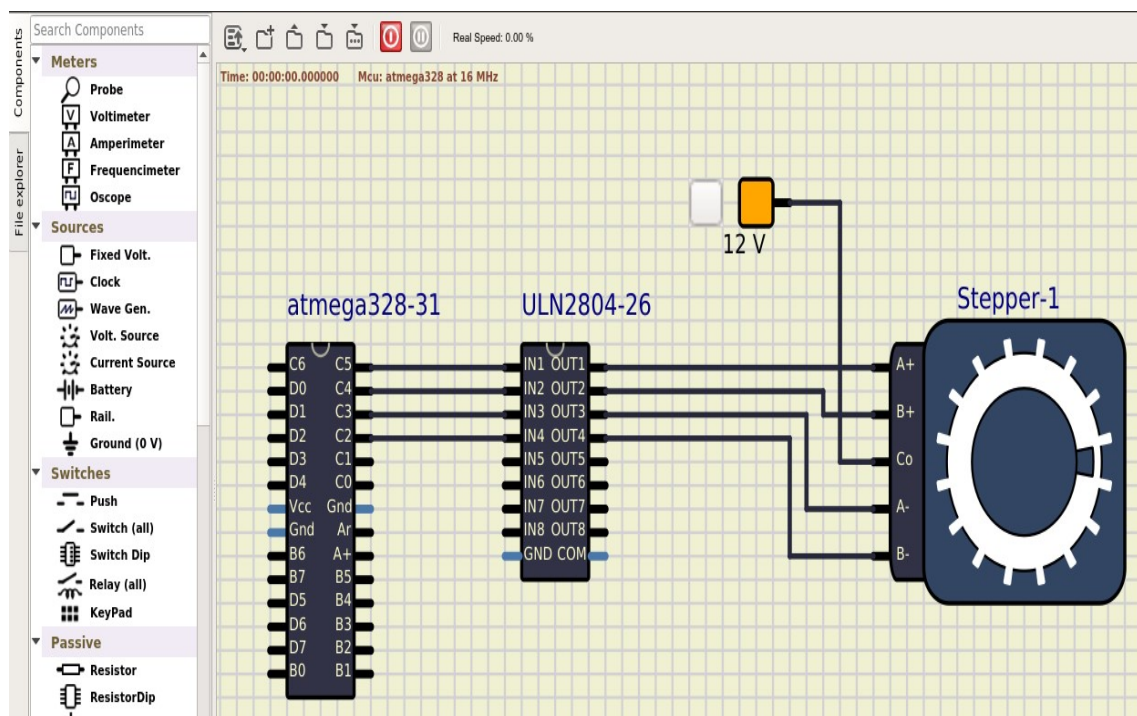 Components
File explorer
Search Components
Meters
Probe
Voltimeter
Amperimeter
Frequencimeter
Oscope
Sources
Fixed Volt.
Clock
Wave Gen.
Volt. Source
Current Source
Battery
Rail.
Ground (0 V)
Switches
Push
Switch (all)
Switch Dip
Relay (all)
KeyPad
Passive
Resistor
ResistorDip
V
A
F
Real Speed: 0.00 %
Time: 00:00:00.000000 Mcu: atmega328 at 16 MHz
12 V
atmega328-31
C6 C5
D0 C4
D1 C3
D2 C2
D3 C1
D4 C0
Vcc Gnd
Gnd Ar
B6 A+
B7 B5
D5 B4
D6 B3
D7 B2
B0 B1
ULN2804-26
IN1 OUT1
IN2 OUT2
IN3 OUT3
IN4 OUT4
IN5 OUT5
IN6 OUT6
IN7 OUT7
IN8 OUT8
GND COM
Stepper-1
A+
B+
Co
A-
B-